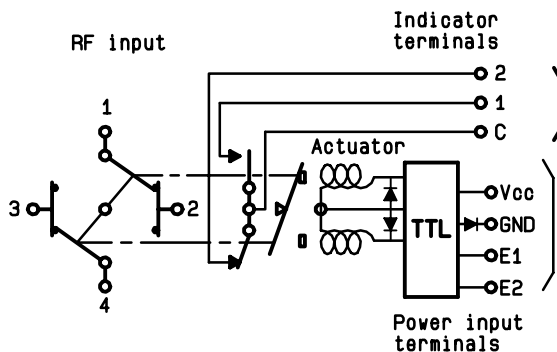 Indicator
terminals
RF input
2
1
C
1
Actuator
3
2
4
TTL
Vcc
GND
E1
E2
Power input
terminals